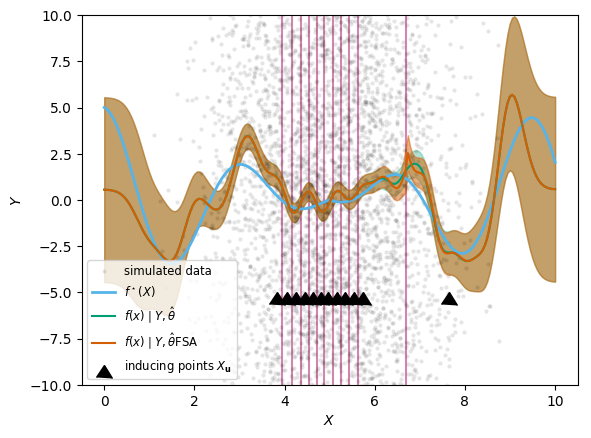 10.0
7.5
5.0
2.5
0.0
−2.5
−5.0
−7.5
−10.0
Y
simulated data
f⋆(X)
f(x) | Y, θ̂
f(x) | Y, θ̂FSA
inducing points Xᵤ
0
2
4
6
8
10
X